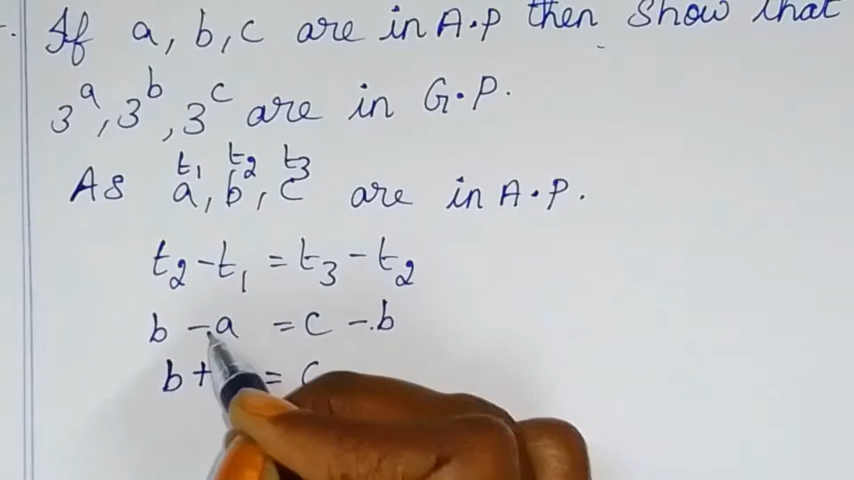 If a, b, c are in A.P then show that
3^a, 3^b, 3^c are in G.P.
t1 t2 t3
As a, b, c are in A.P.
t2 - t1 = t3 - t2
b - a = c - b
b + = c